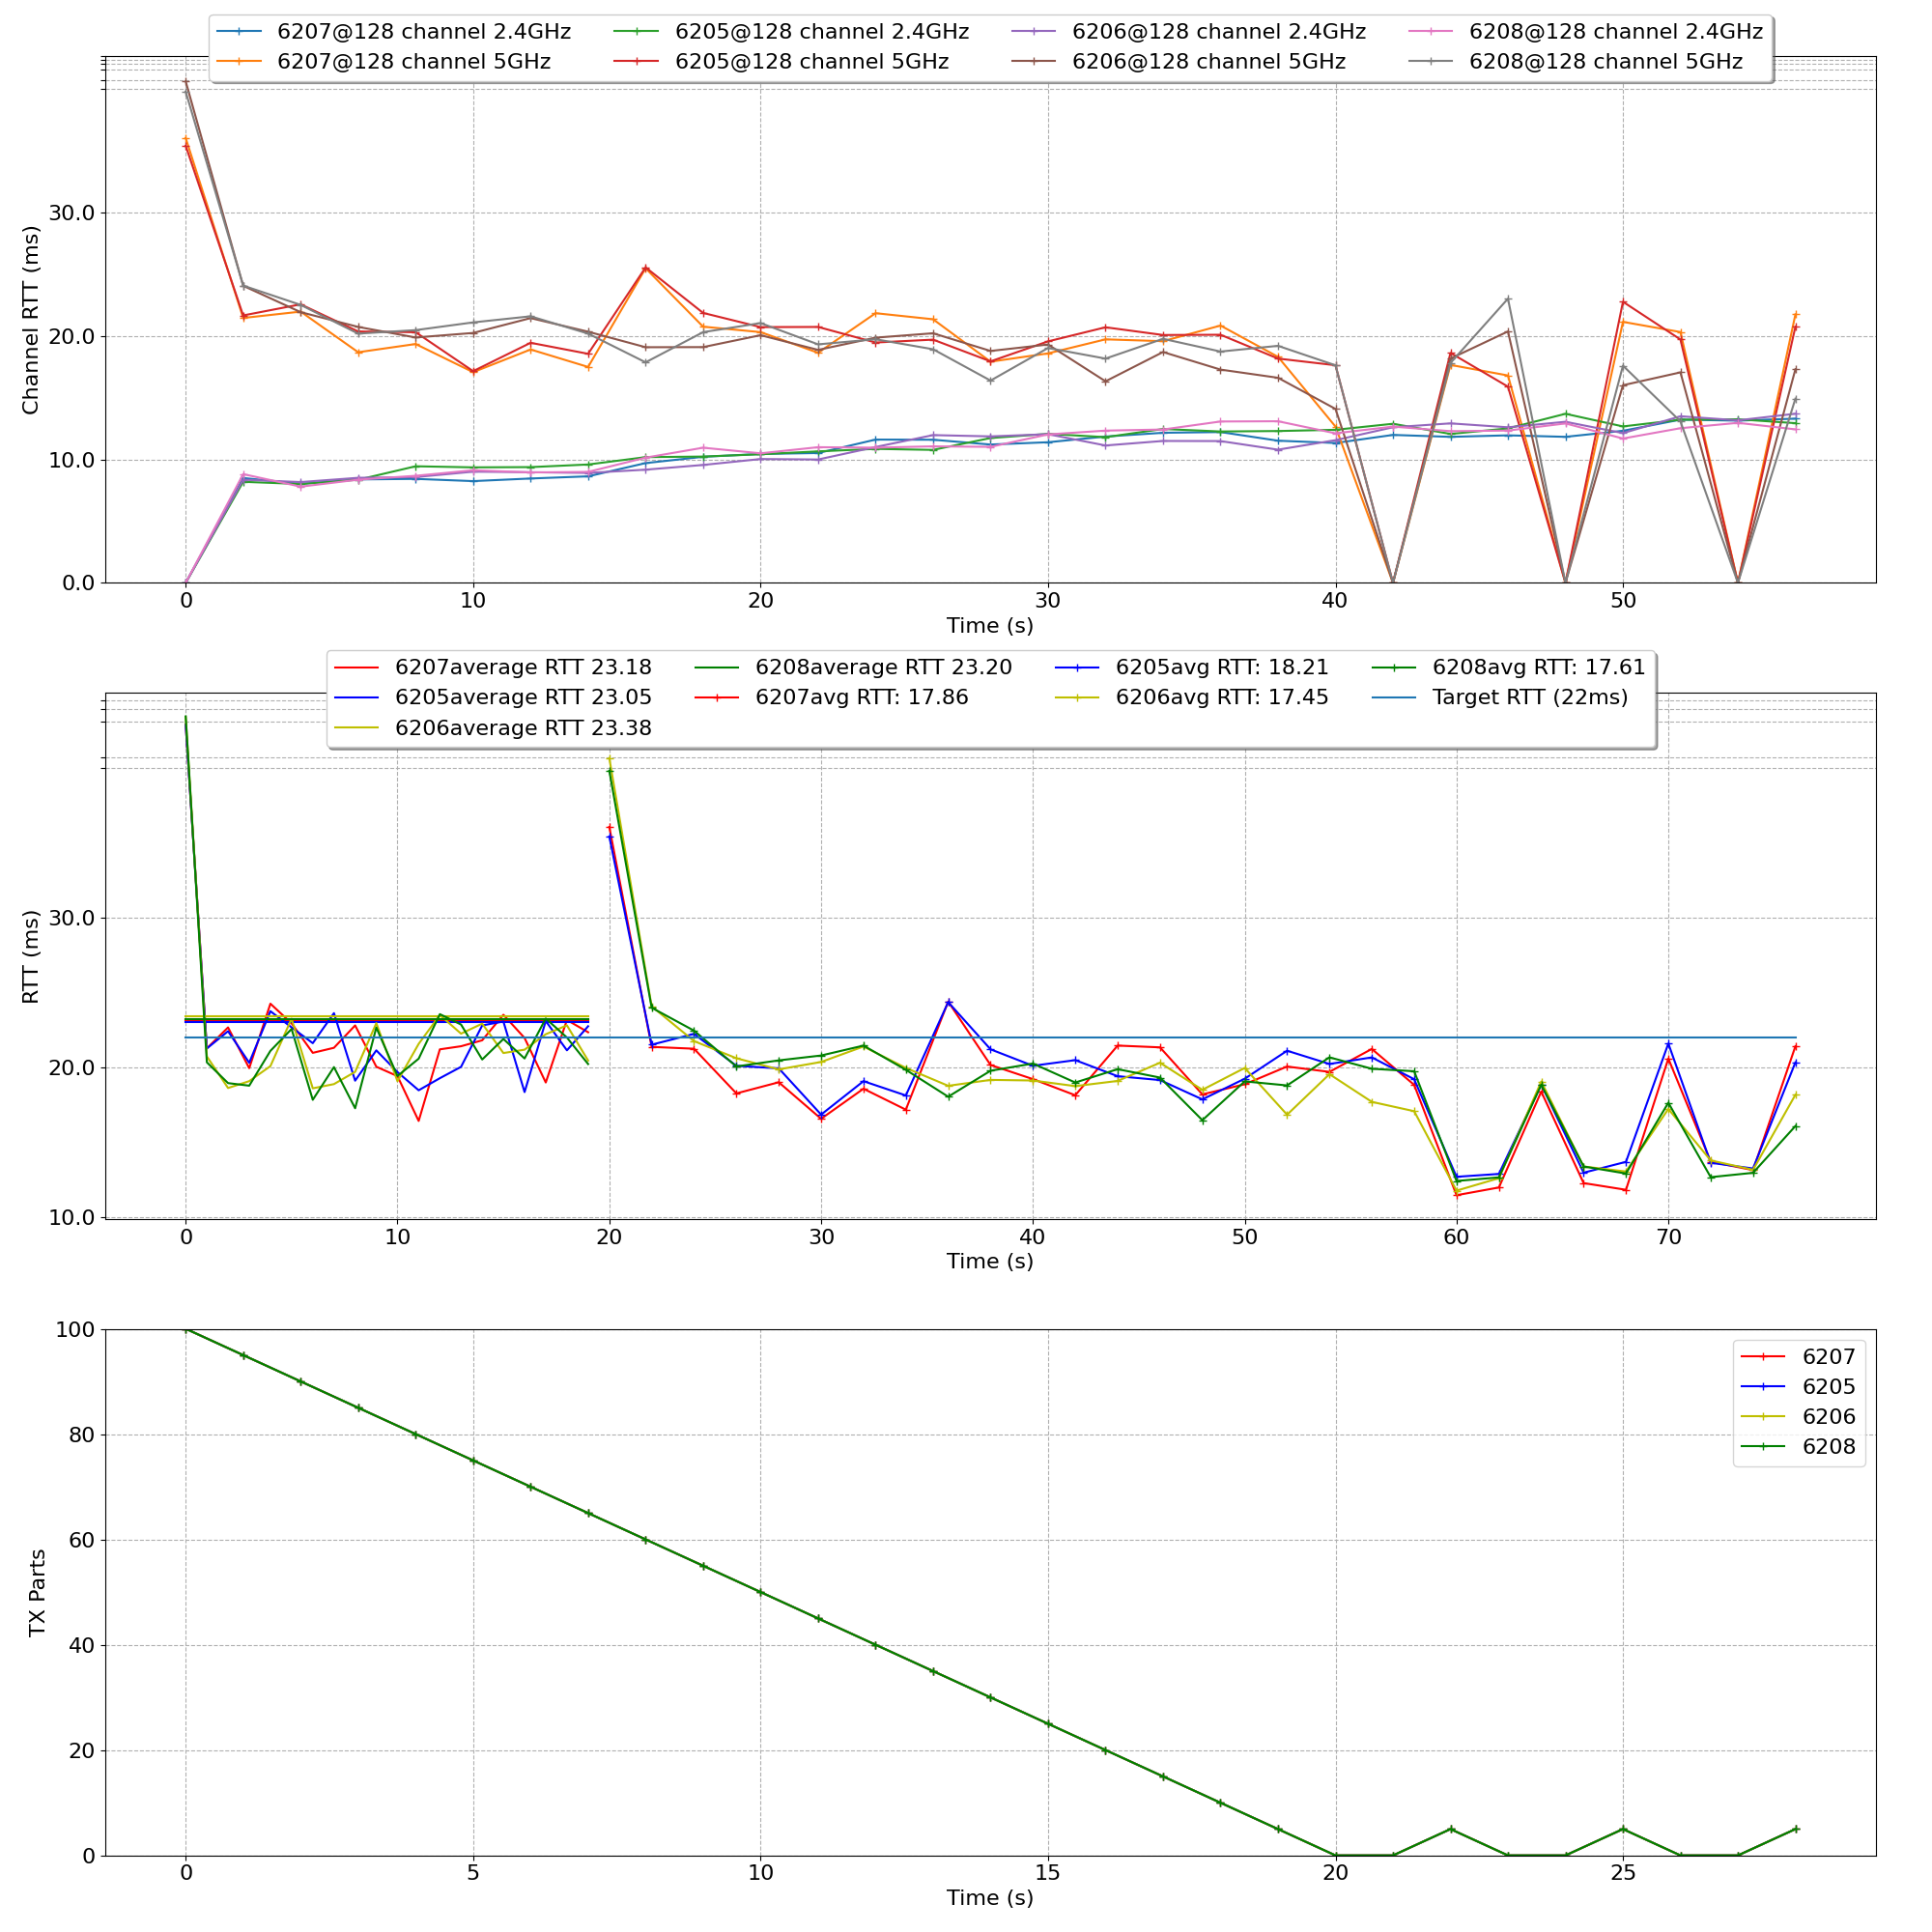 6207@128 channel 2.4GHz 6205@128 channel 2.4GHz 6206@128 channel 2.4GHz 6208@128 channel 2.4GHz
6207@128 channel 5GHz 6205@128 channel 5GHz 6206@128 channel 5GHz 6208@128 channel 5GHz
30.0
20.0
10.0
0.0
Channel RTT (ms)
0 10 20 30 40 50
Time (s)
6207average RTT 23.18 6208average RTT 23.20 6205avg RTT: 18.21 6208avg RTT: 17.61
6205average RTT 23.05 6207avg RTT: 17.86 6206avg RTT: 17.45 Target RTT (22ms)
6206average RTT 23.38
30.0
20.0
10.0
RTT (ms)
0 10 20 30 40 50 60 70
Time (s)
100
80
60
40
20
0
TX Parts
6207
6205
6206
6208
0 5 10 15 20 25
Time (s)